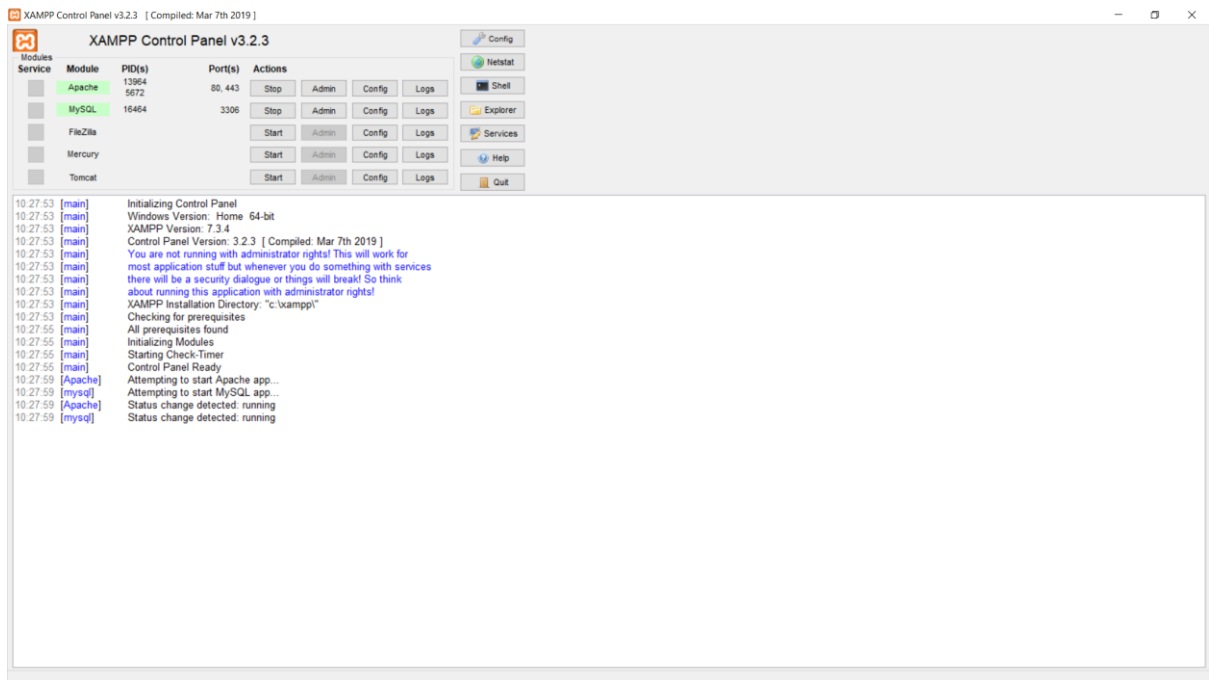 XAMPP Control Panel v3.2.3 [ Compiled: Mar 7th 2019 ]
XAMPP Control Panel v3.2.3
Config
Modules
Netstat
Service Module PID(s) Port(s) Actions
Apache 13964 5672 80, 443 Stop Admin Config Logs
Shell
MySQL 16464 3306 Stop Admin Config Logs
Explorer
FileZilla Start Admin Config Logs
Services
Mercury Start Admin Config Logs
Help
Tomcat Start Admin Config Logs
Quit
10:27:53 [main] Initializing Control Panel
10:27:53 [main] Windows Version: Home 64-bit
10:27:53 [main] XAMPP Version: 7.3.4
10:27:53 [main] Control Panel Version: 3.2.3 [ Compiled: Mar 7th 2019 ]
10:27:53 [main] You are not running with administrator rights! This will work for
10:27:53 [main] most application stuff but whenever you do something with services
10:27:53 [main] there will be a security dialogue or things will break! So think
10:27:53 [main] about running this application with administrator rights!
10:27:53 [main] XAMPP Installation Directory: "c:\xampp\"
10:27:53 [main] Checking for prerequisites
10:27:55 [main] All prerequisites found
10:27:55 [main] Initializing Modules
10:27:55 [main] Starting Check-Timer
10:27:55 [main] Control Panel Ready
10:27:59 [Apache] Attempting to start Apache app...
10:27:59 [mysql] Attempting to start MySQL app...
10:27:59 [Apache] Status change detected: running
10:27:59 [mysql] Status change detected: running